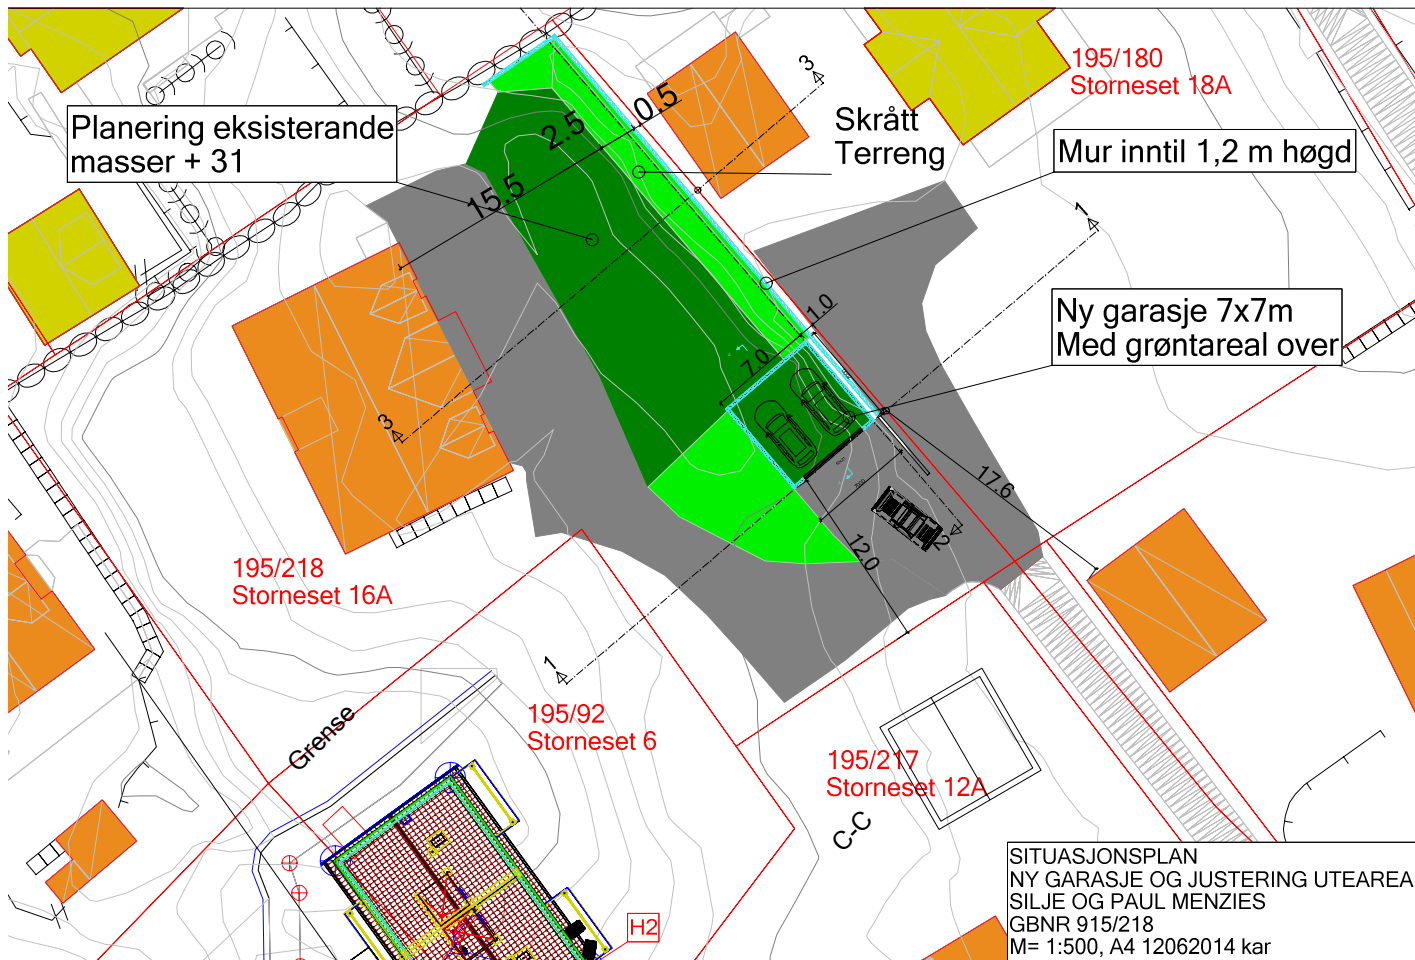 Planering eksisterande
masser + 31
2.5
0.5
15.5
3
Skrått
Terreng
195/180
Storneset 18A
Mur inntil 1,2 m høgd
1
Ny garasje 7x7m
Med grøntareal over
1.0
7.0
3
17.6
12.0
2
195/218
Storneset 16A
1
Grense
195/92
Storneset 6
195/217
Storneset 12A
C-C
H2
SITUASJONSPLAN
NY GARASJE OG JUSTERING UTEAREA
SILJE OG PAUL MENZIES
GBNR 915/218
M= 1:500, A4 12062014 kar